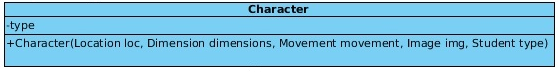 Character
-type
+Character(Location loc, Dimension dimensions, Movement movement, Image img, Student type)